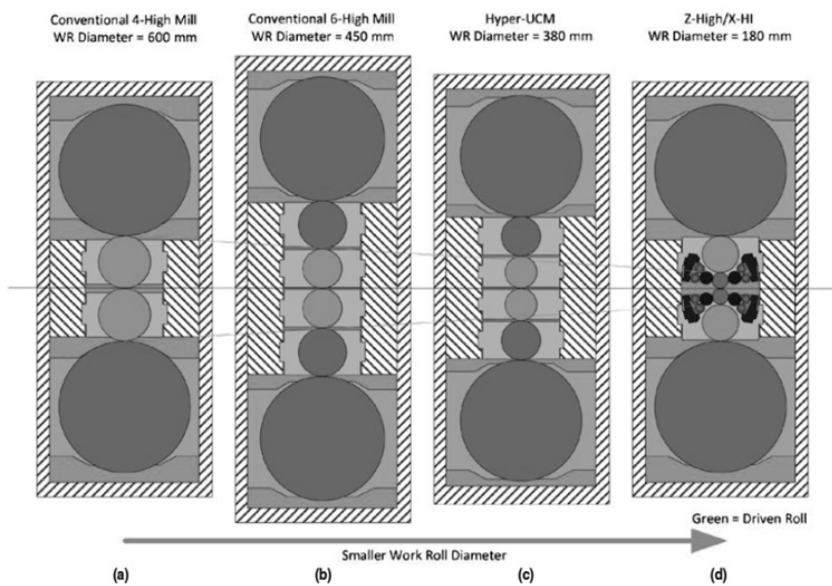 Conventional 4-High Mill
WR Diameter = 600 mm
Conventional 6-High Mill
WR Diameter = 450 mm
Hyper-UCM
WR Diameter = 380 mm
Z-High/X-HI
WR Diameter = 180 mm
Green = Driven Roll
Smaller Work Roll Diameter
(a)
(b)
(c)
(d)